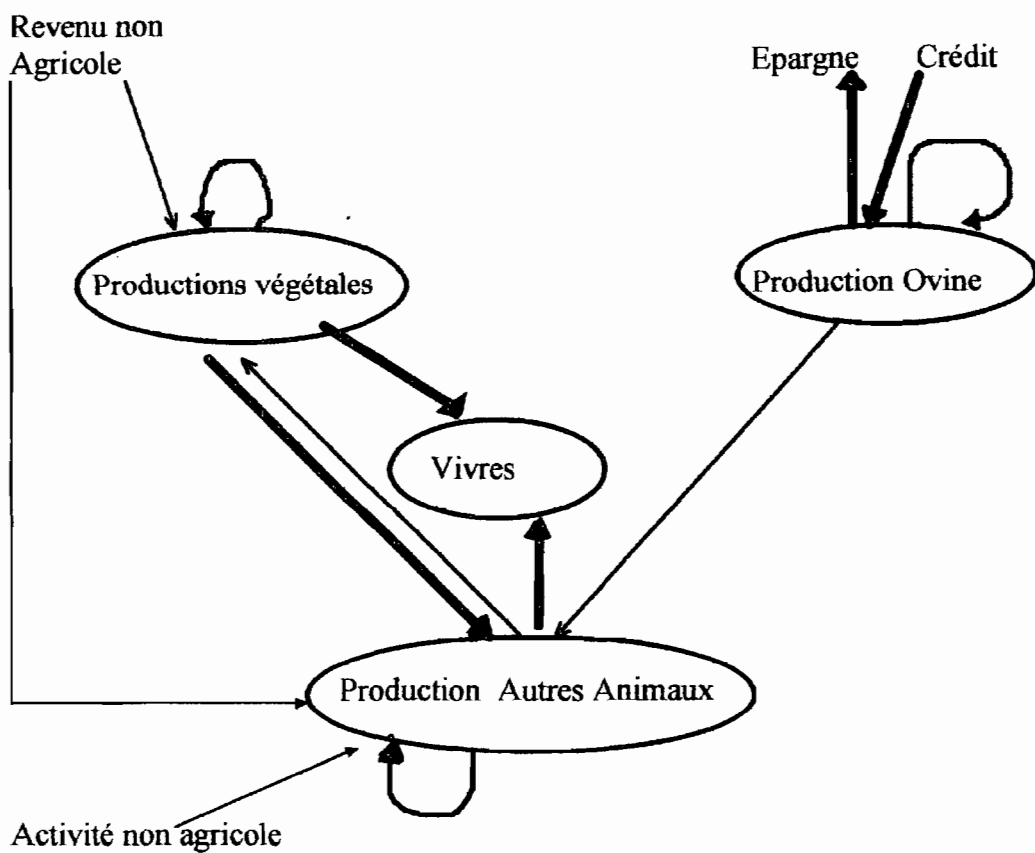 Revenu non
Agricole
Epargne
Crédit
Productions végétales
Production Ovine
Vivres
Production Autres Animaux
Activité non agricole